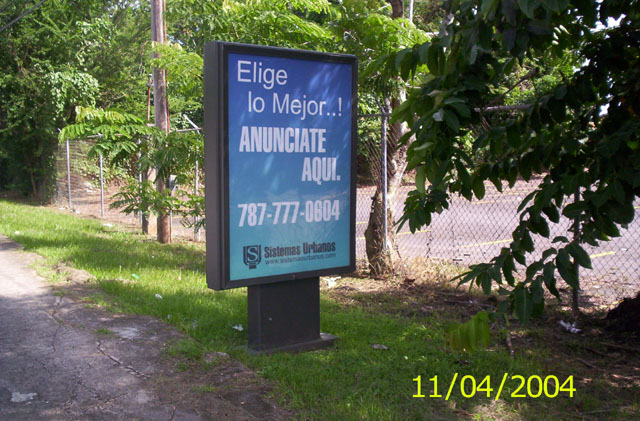 Elige
lo Mejor..!
ANUNCIATE
AQUI.
787-777-0604
S Sistemas Urbanos
www.sistemasurbanos.com
11/04/2004